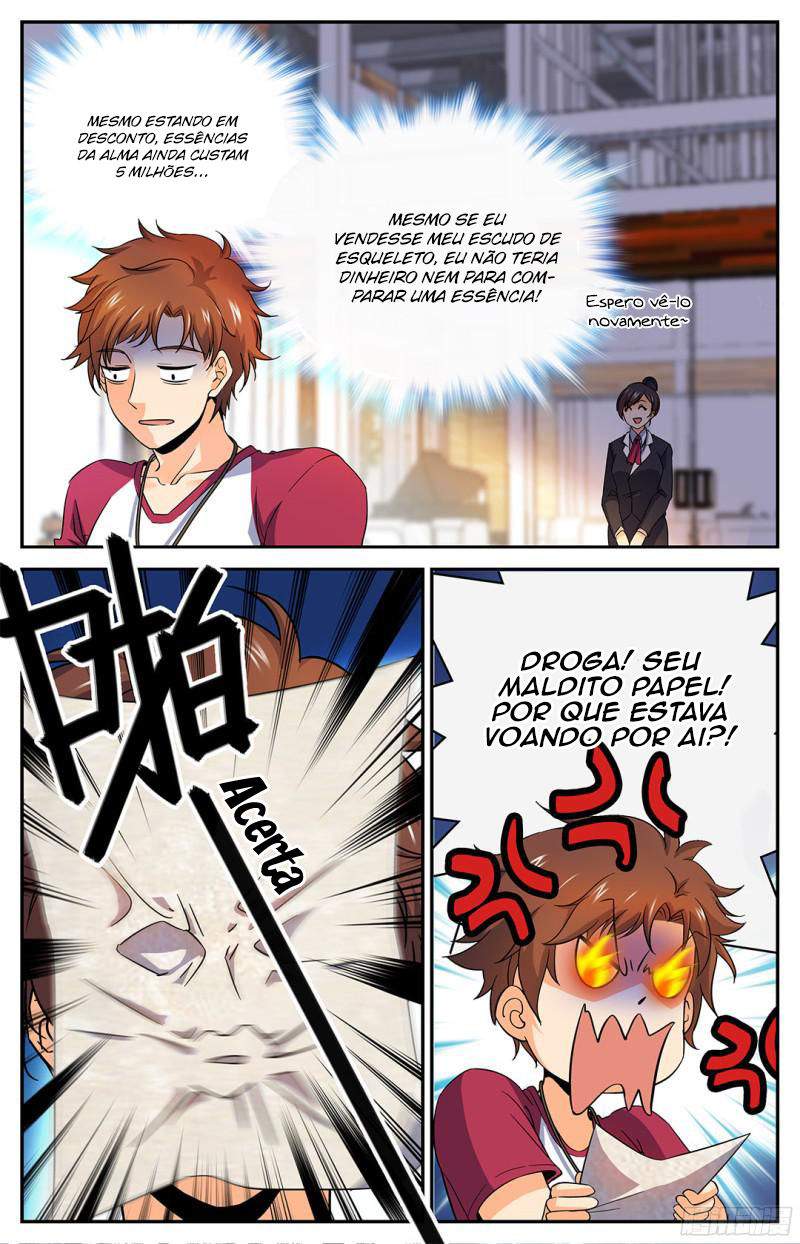 MESMO ESTANDO EM
DESCONTO, ESSÊNCIAS
DA ALMA AINDA CUSTAM
5 MILHÕES...
MESMO SE EU
VENDESSE MEU ESCUDO DE
ESQUELETO, EU NÃO TERIA
DINHEIRO NEM PARA COM-
PARAR UMA ESSÊNCIA!
Espero vê-lo
novamente~
啪
Acerta
DROGA! SEU
MALDITO PAPEL!
POR QUE ESTAVA
VOANDO POR AI?!